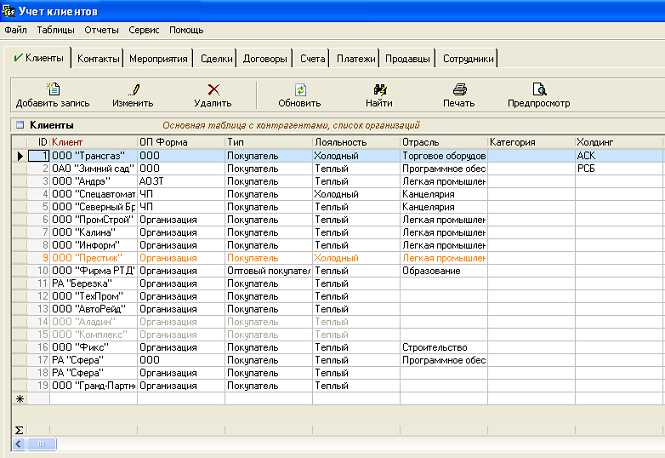 Учет клиентов
Файл Таблицы Отчеты Сервис Помощь
Клиенты Контакты Мероприятия Сделки Договоры Счета Платежи Продавцы Сотрудники
Добавить запись Изменить Удалить Обновить Найти Печать Предпросмотр
Клиенты Основная таблица с контрагентами, список организаций
ID Клиент ОП Форма Тип Лояльность Отрасль Категория Холдинг
1 ООО "Трансгаз" ООО Покупатель Холодный Торговое оборудов АСК
2 ОАО "Зимний сад" ООО Покупатель Теплый Программное обес РСБ
3 ООО "Андрэ" АОЗТ Покупатель Теплый Легкая промышлен
4 ООО "Спецавтомат ЧП Покупатель Холодный Канцелярия
5 ООО "Северный Бр ЧП Покупатель Теплый Канцелярия
6 ООО "ПромСтрой" Организация Покупатель Теплый Легкая промышлен
7 ООО "Калина" Организация Покупатель Теплый Легкая промышлен
8 ООО "Информ" Организация Покупатель Теплый Легкая промышлен
9 ООО "Престиж" Организация Покупатель Холодный Легкая промышлен
10 ООО "Фирма РТД" Организация Оптовый покупате Теплый Образование
11 РА "Березка" Организация Покупатель Теплый
12 ООО "ТехПром" Организация Покупатель Теплый
13 ООО "АвтоРейд" Организация Покупатель Теплый
14 ООО "Аладин" Организация Покупатель Теплый
15 ООО "Комплекс" Организация Покупатель Теплый
16 ООО "Фикс" Организация Покупатель Теплый Строительство
17 РА "Сфера" ООО Покупатель Теплый Программное обес
18 РА "Сфера" Организация Покупатель Теплый
19 ООО "Гранд-Партн Организация Покупатель Теплый
Σ